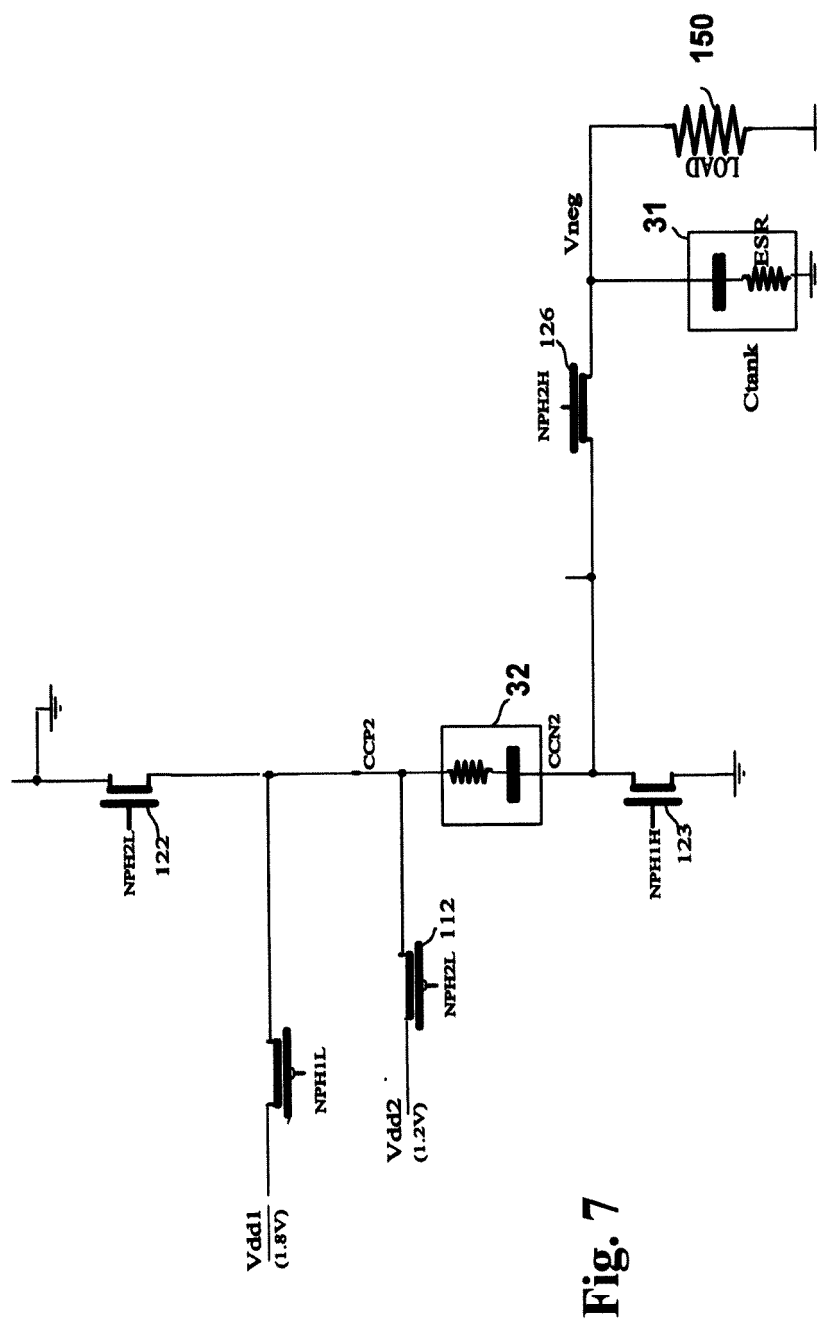 150
LOAD
31
Vneg
ESR
126
NPH2H
Ctank
32
CCP2
CCN2
NPH2L
122
NPH1H
123
112
NPH2L
NPH1L
Vdd2
(1.2V)
Vdd1
(1.8V)
Fig. 7